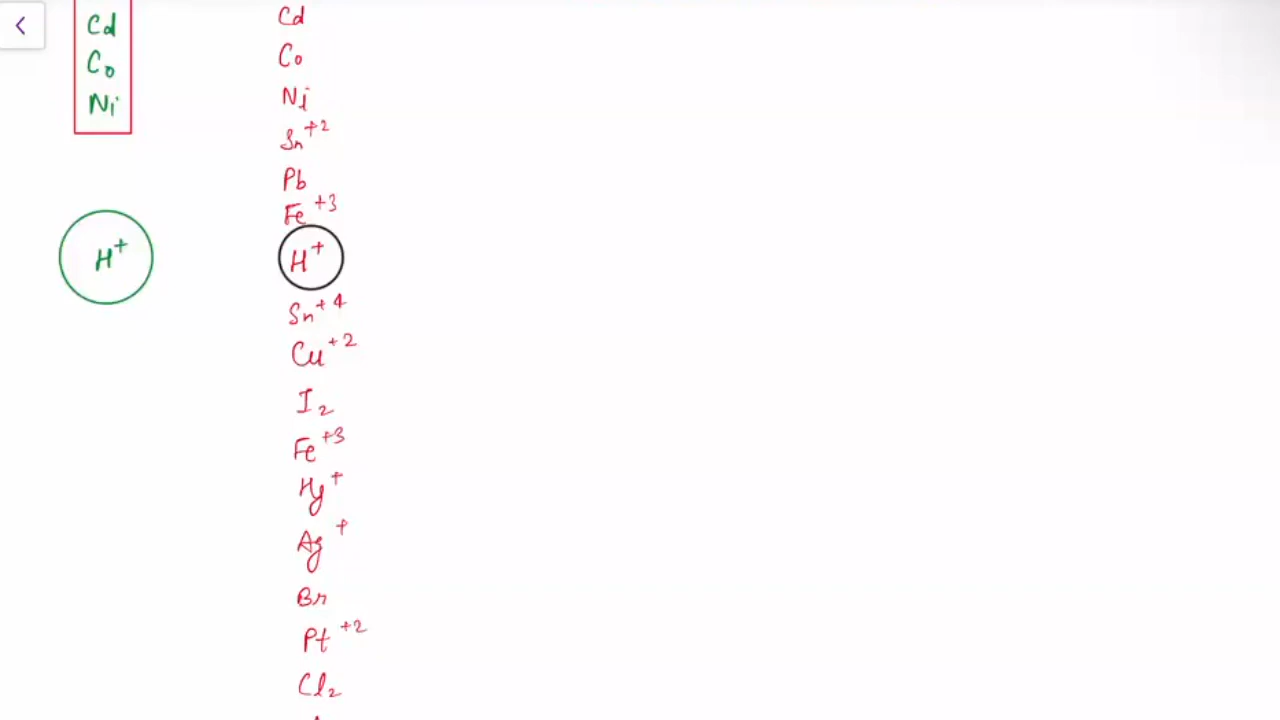 Cd
Co
Ni
H+
Cd
Co
Ni
Sn+2
Pb
Fe+3
H+
Sn+4
Cu+2
I2
Fe+3
Hg+
Ag+
Br
Pt+2
Cl2